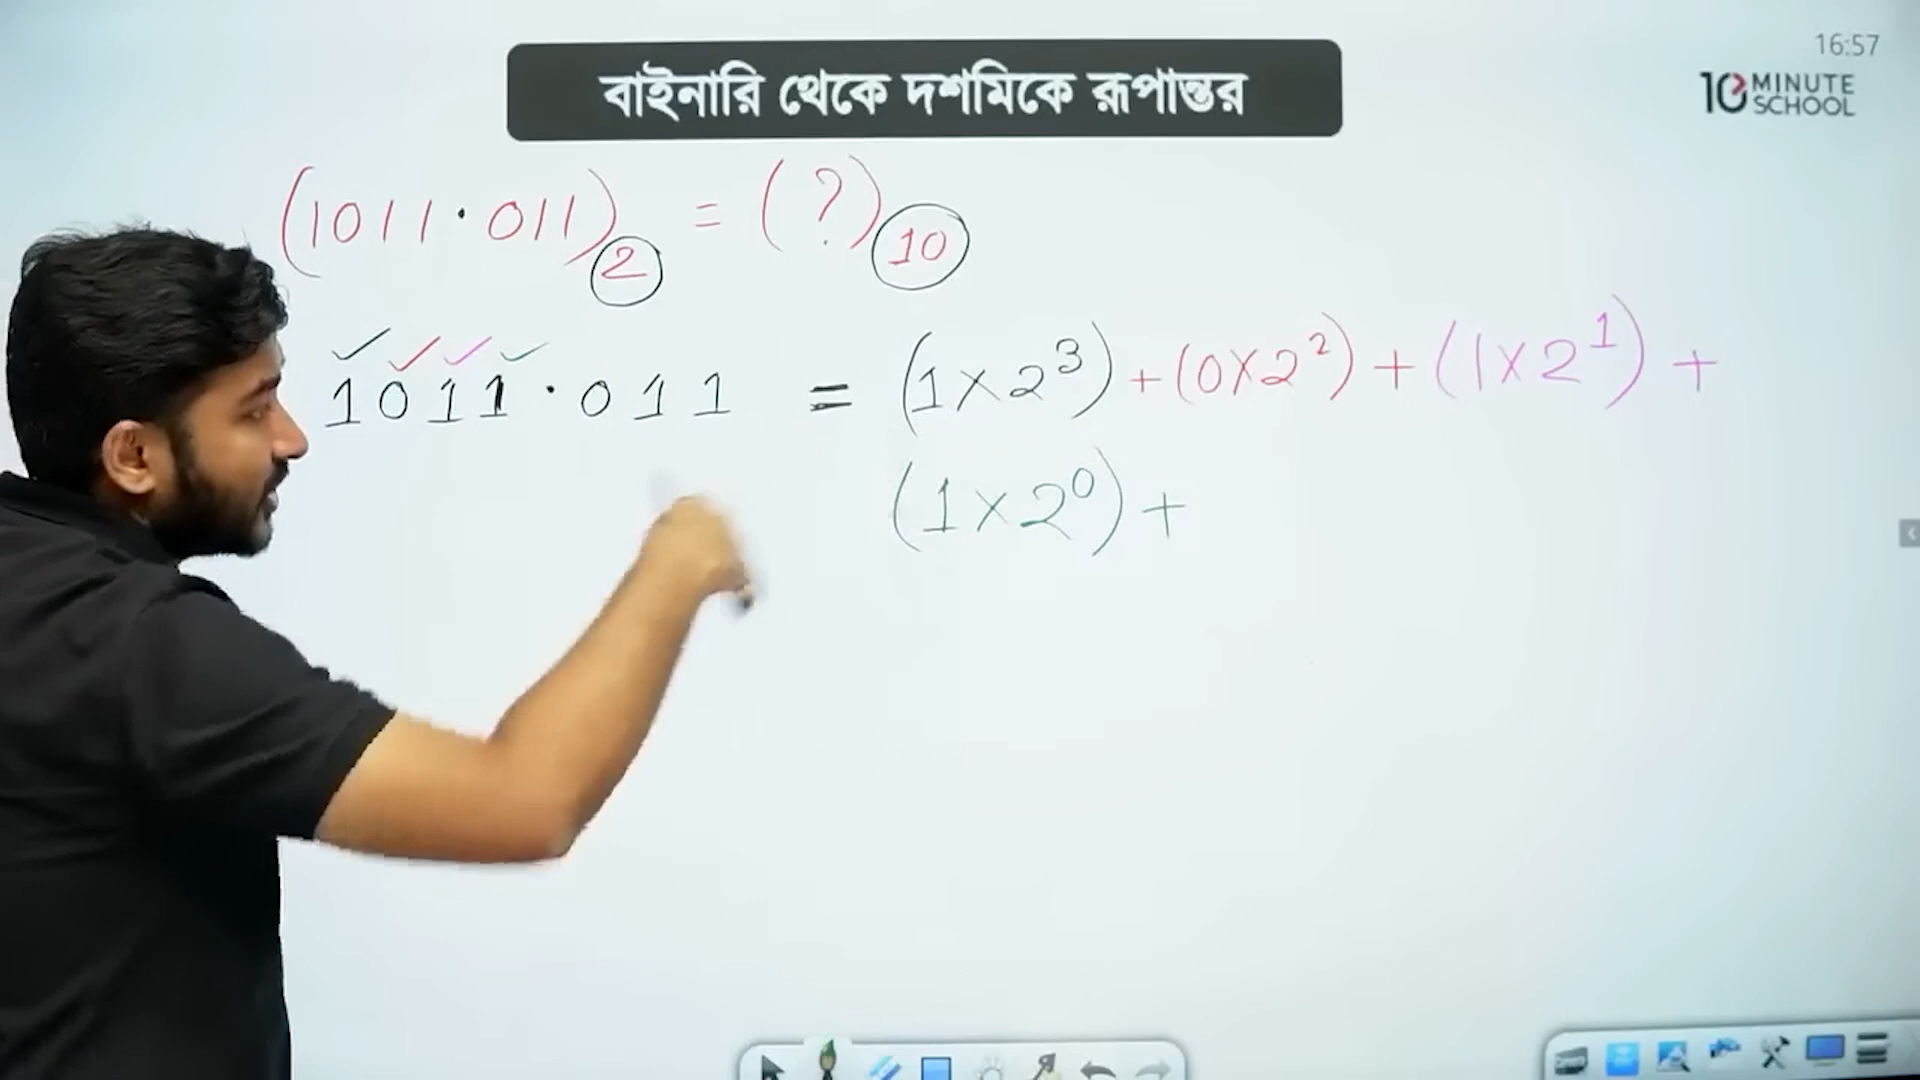 16:57
বাইনারি থেকে দশমিকে রূপান্তর
10 MINUTE SCHOOL
(1011.011)₂ = (?)₁₀
1011.011 = (1×2³) + (0×2²) + (1×2¹) +
(1×2⁰) +